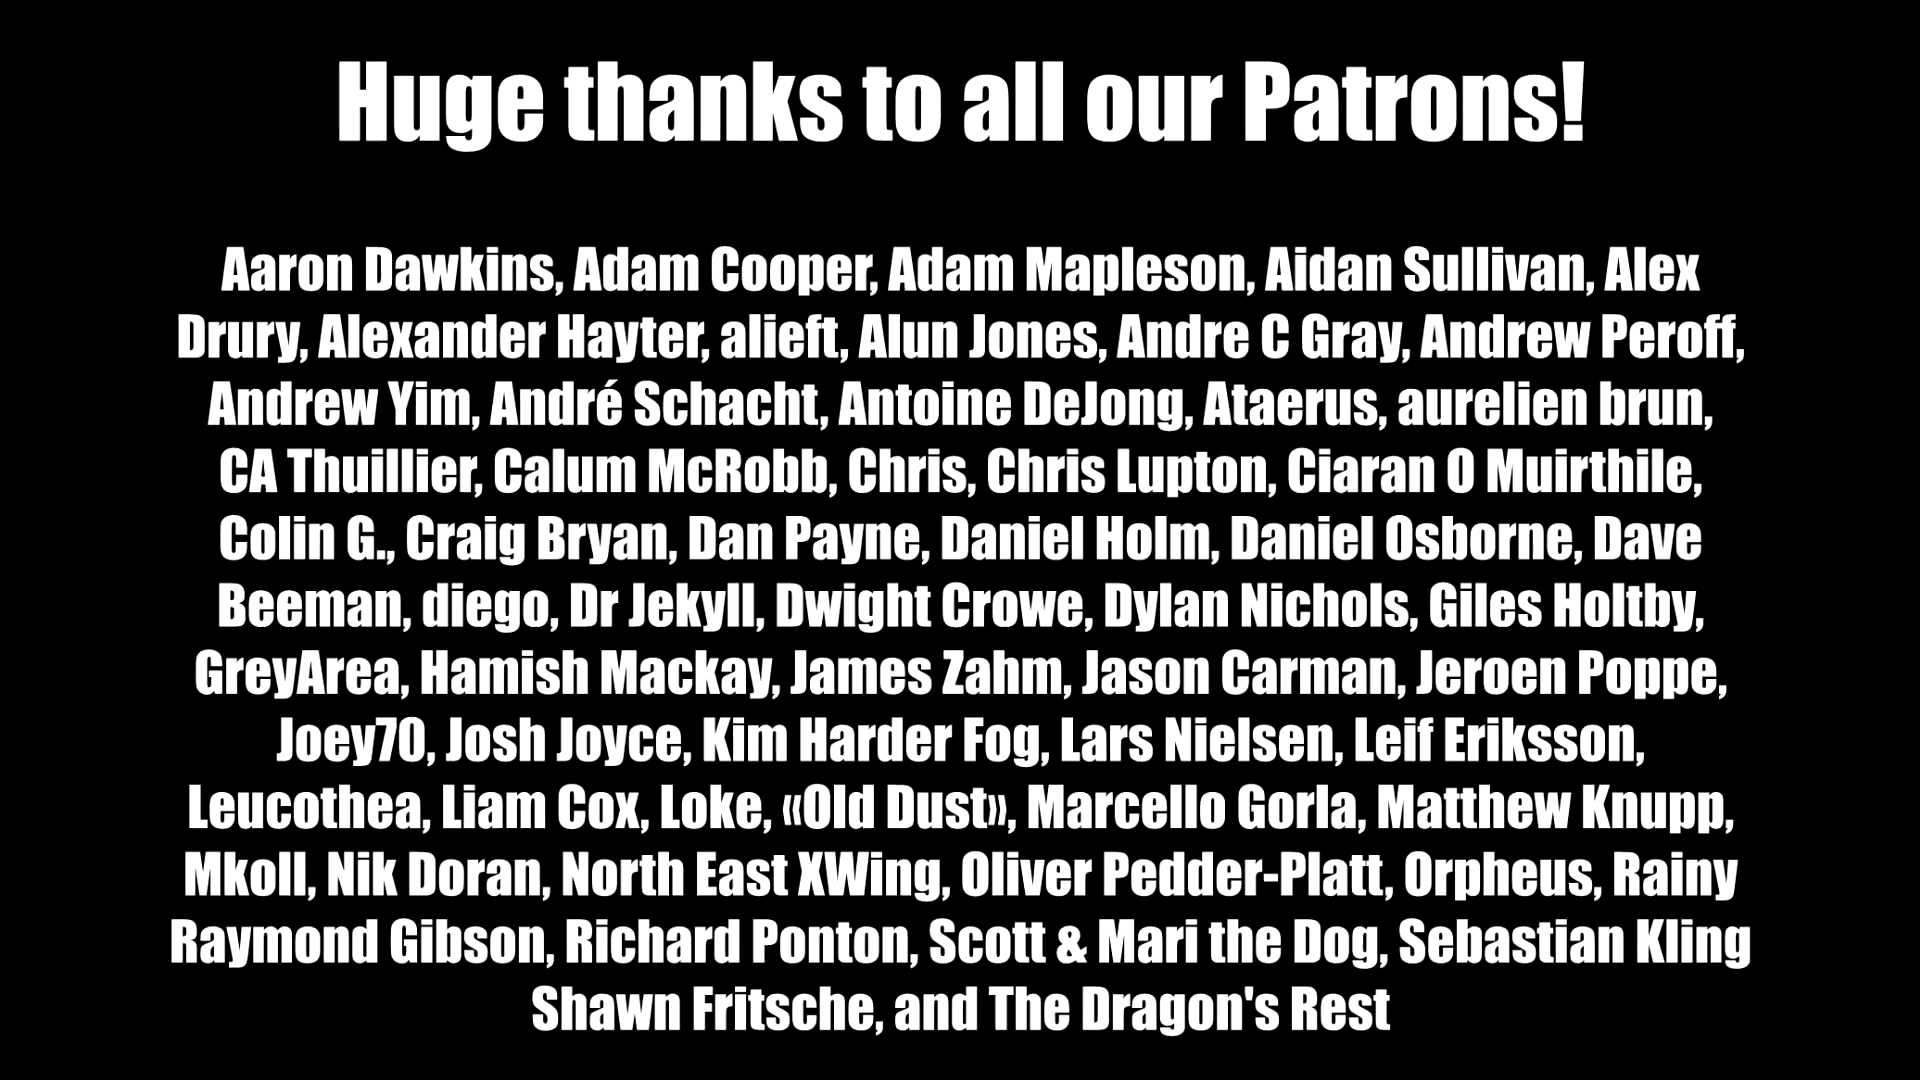 Huge thanks to all our Patrons!
Aaron Dawkins, Adam Cooper, Adam Mapleson, Aidan Sullivan, Alex
Drury, Alexander Hayter, alieft, Alun Jones, Andre C Gray, Andrew Peroff,
Andrew Yim, André Schacht, Antoine DeJong, Ataerus, aurelien brun,
CA Thuillier, Calum McRobb, Chris, Chris Lupton, Ciaran O Muirthile,
Colin G., Craig Bryan, Dan Payne, Daniel Holm, Daniel Osborne, Dave
Beeman, diego, Dr Jekyll, Dwight Crowe, Dylan Nichols, Giles Holtby,
GreyArea, Hamish Mackay, James Zahm, Jason Carman, Jeroen Poppe,
Joey70, Josh Joyce, Kim Harder Fog, Lars Nielsen, Leif Eriksson,
Leucothea, Liam Cox, Loke, «Old Dust», Marcello Gorla, Matthew Knupp,
Mkoll, Nik Doran, North East XWing, Oliver Pedder-Platt, Orpheus, Rainy
Raymond Gibson, Richard Ponton, Scott & Mari the Dog, Sebastian Kling
Shawn Fritsche, and The Dragon's Rest